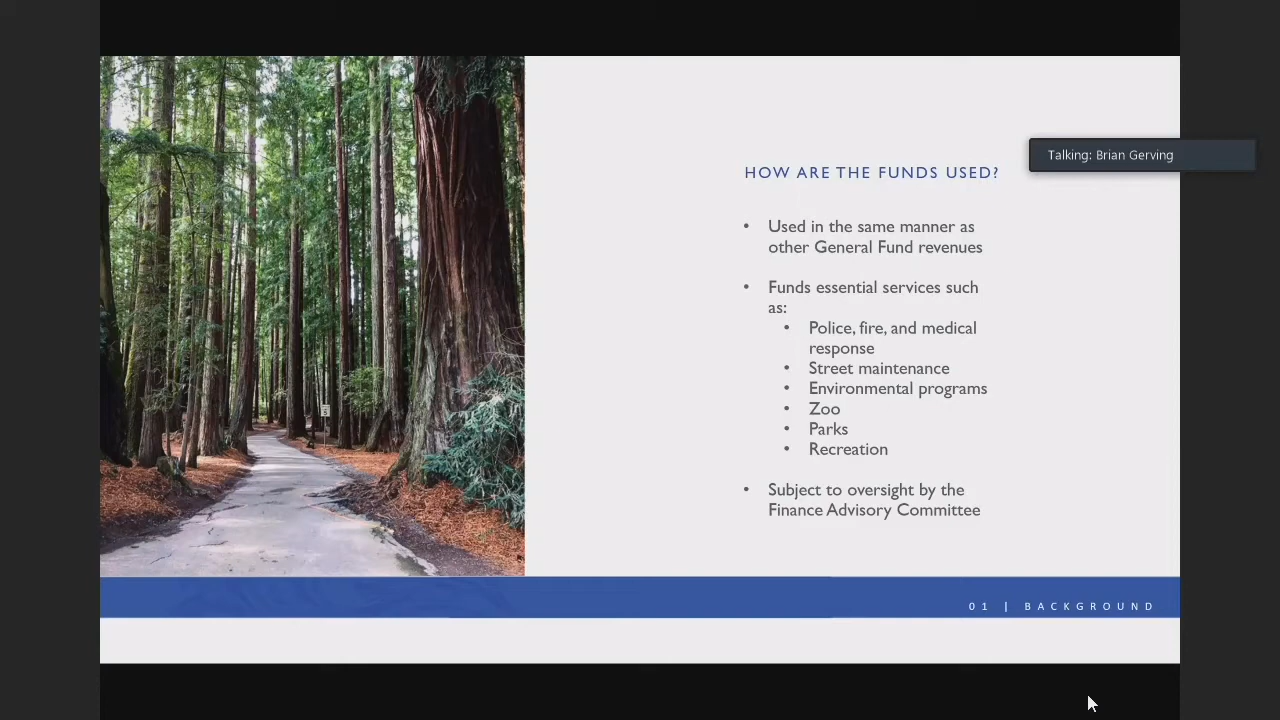 Talking: Brian Gerving
HOW ARE THE FUNDS USED?
• Used in the same manner as
other General Fund revenues
• Funds essential services such
as:
• Police, fire, and medical
response
• Street maintenance
• Environmental programs
• Zoo
• Parks
• Recreation
• Subject to oversight by the
Finance Advisory Committee
01 | BACKGROUND